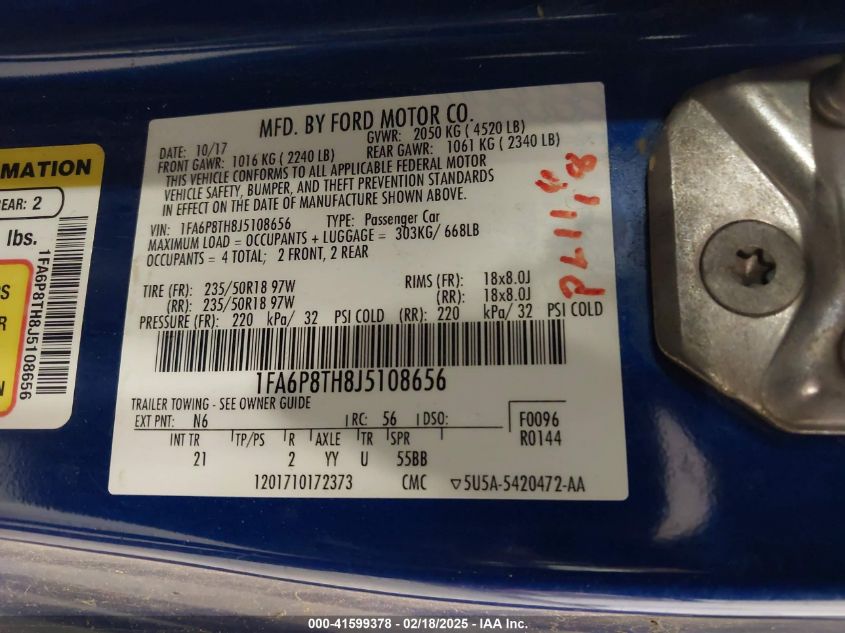 MFD. BY FORD MOTOR CO.
DATE: 10/17 GVWR: 2050 KG ( 4520 LB)
FRONT GAWR: 1016 KG ( 2240 LB) REAR GAWR: 1061 KG ( 2340 LB)
THIS VEHICLE CONFORMS TO ALL APPLICABLE FEDERAL MOTOR
VEHICLE SAFETY, BUMPER, AND THEFT PREVENTION STANDARDS
IN EFFECT ON THE DATE OF MANUFACTURE SHOWN ABOVE.
VIN: 1FA6P8TH8J5108656 TYPE: Passenger Car
MAXIMUM LOAD = OCCUPANTS + LUGGAGE = 303KG/ 668LB
OCCUPANTS = 4 TOTAL; 2 FRONT, 2 REAR
TIRE (FR): 235/50R18 97W RIMS (FR): 18x8.0J
(RR): 235/50R18 97W (RR): 18x8.0J
PRESSURE (FR): 220 kPa/ 32 PSI COLD (RR): 220 kPa/ 32 PSI COLD
1FA6P8TH8J5108656
TRAILER TOWING - SEE OWNER GUIDE
EXT PNT: N6 RC: 56 DSO: F0096
R0144
INT TR TP/PS R AXLE TR SPR
21 2 YY U 55BB
1201710172373 CMC ▽5U5A-5420472-AA
MATION
REAR: 2
lbs.
1FA6P8TH8J5108656
000-41599378 - 02/18/2025 - IAA Inc.